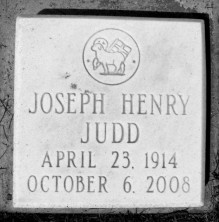 JOSEPH HENRY
JUDD
APRIL 23, 1914
OCTOBER 6, 2008